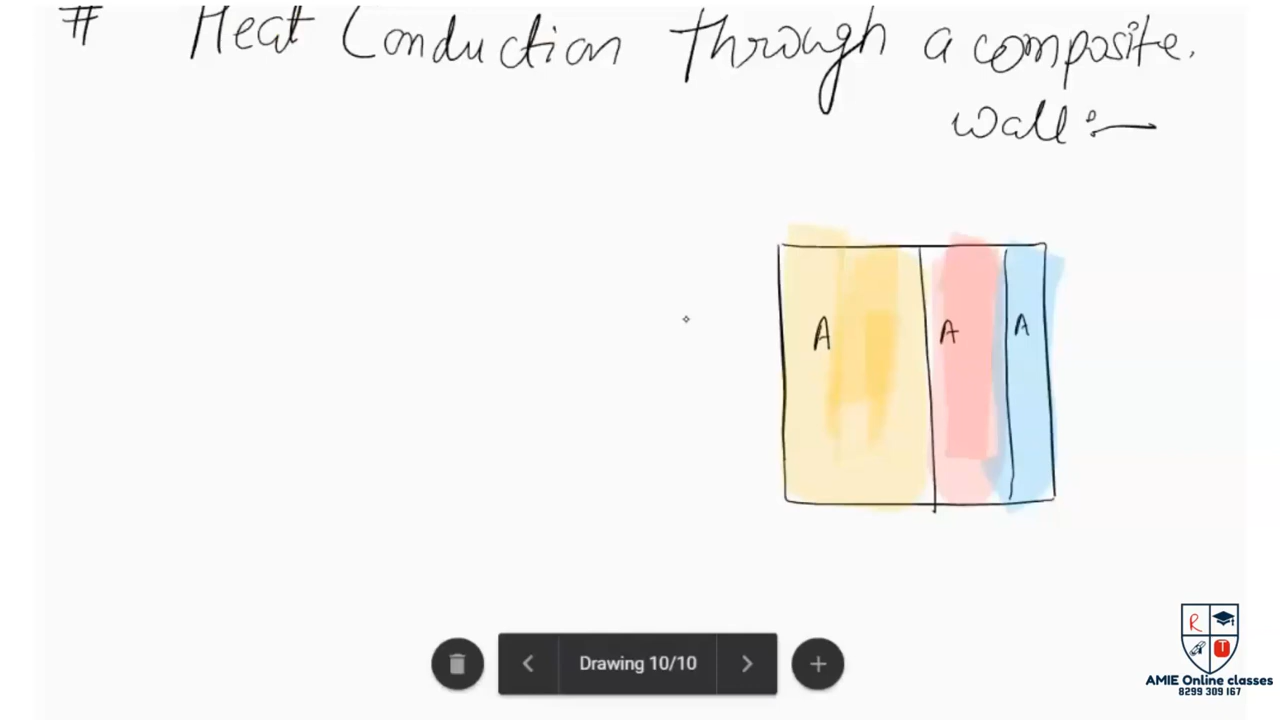 # Heat Conduction through a composite.
wall:-
A A A
Drawing 10/10
R T
AMIE Online classes
8299 309 167